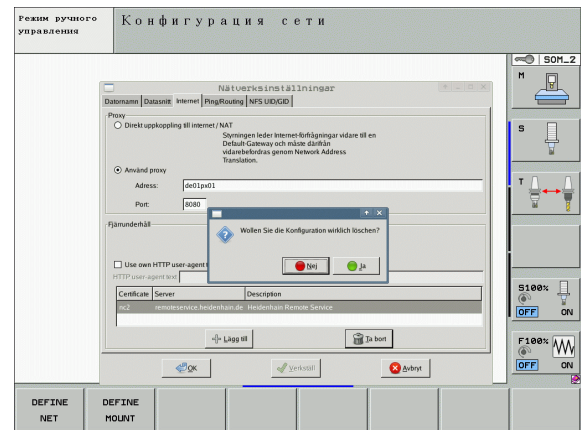 Режим ручного
управления
Конфигурация сети
SOM_2
M
Nätverksinställningar
Datornamn Datasnitt Internet Ping/Routing NFS UID/GID
Proxy
Direkt uppkoppling till internet / NAT
Styrningen leder Internet-förfrågningar vidare till en
Default-Gateway och måste därifrån
vidarebefordras genom Network Address
Translation.
Använd proxy
Adress: de01px01
Port: 8080
S
T
Fjärrunderhåll
Wollen Sie die Konfiguration wirklich löschen?
Nej Ja
Use own HTTP user-agent t
HTTP user-agent text
Certificate Server Description
nc2 remoteservice.heidenhain.de Heidenhain Remote Service
Lägg till Ta bort
OK Verkställ Avbryt
S100%
OFF ON
F100%
OFF ON
DEFINE DEFINE
NET MOUNT